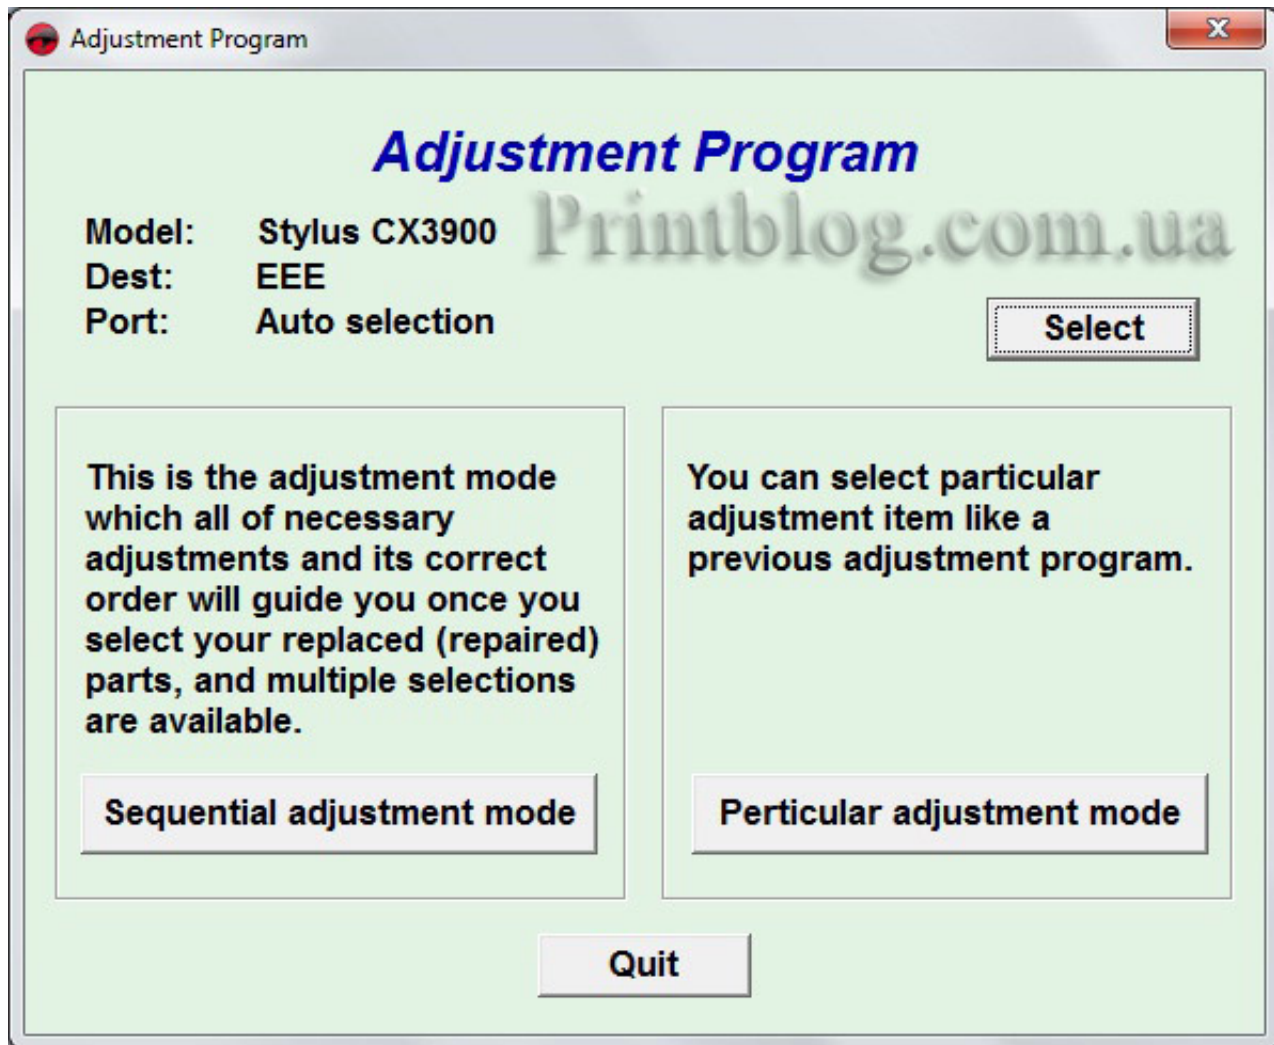 Adjustment Program
Adjustment Program
Printblog.com.ua
Model: Stylus CX3900
Dest: EEE
Port: Auto selection
Select
This is the adjustment mode
which all of necessary
adjustments and its correct
order will guide you once you
select your replaced (repaired)
parts, and multiple selections
are available.
Sequential adjustment mode
You can select particular
adjustment item like a
previous adjustment program.
Perticular adjustment mode
Quit